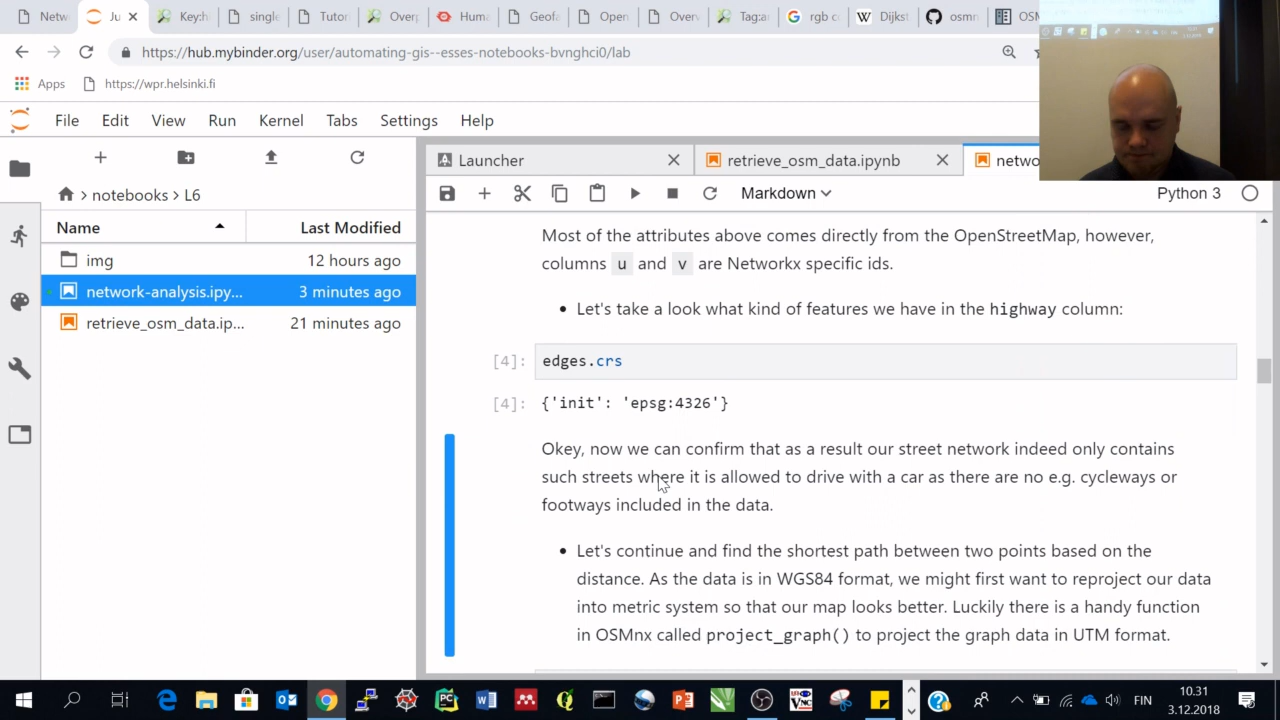 Netw
Ju
Key:h
single
Tutor
Overp
Huma
Geofa
Open
Overv
Tag:a
rgb co
Dijkst
osmn
OSM
https://hub.mybinder.org/user/automating-gis--esses-notebooks-bvnghci0/lab
Apps
https://wpr.helsinki.fi
File Edit View Run Kernel Tabs Settings Help
Launcher
retrieve_osm_data.ipynb
netwo
notebooks > L6
Markdown
Python 3
Name
Last Modified
img
12 hours ago
network-analysis.ipy...
3 minutes ago
retrieve_osm_data.ip...
21 minutes ago
Most of the attributes above comes directly from the OpenStreetMap, however,
columns u and v are Networkx specific ids.
• Let's take a look what kind of features we have in the highway column:
[4]: edges.crs
[4]: {'init': 'epsg:4326'}
Okey, now we can confirm that as a result our street network indeed only contains
such streets where it is allowed to drive with a car as there are no e.g. cycleways or
footways included in the data.
• Let's continue and find the shortest path between two points based on the
distance. As the data is in WGS84 format, we might first want to reproject our data
into metric system so that our map looks better. Luckily there is a handy function
in OSMnx called project_graph() to project the graph data in UTM format.
FIN
10.31
3.12.2018